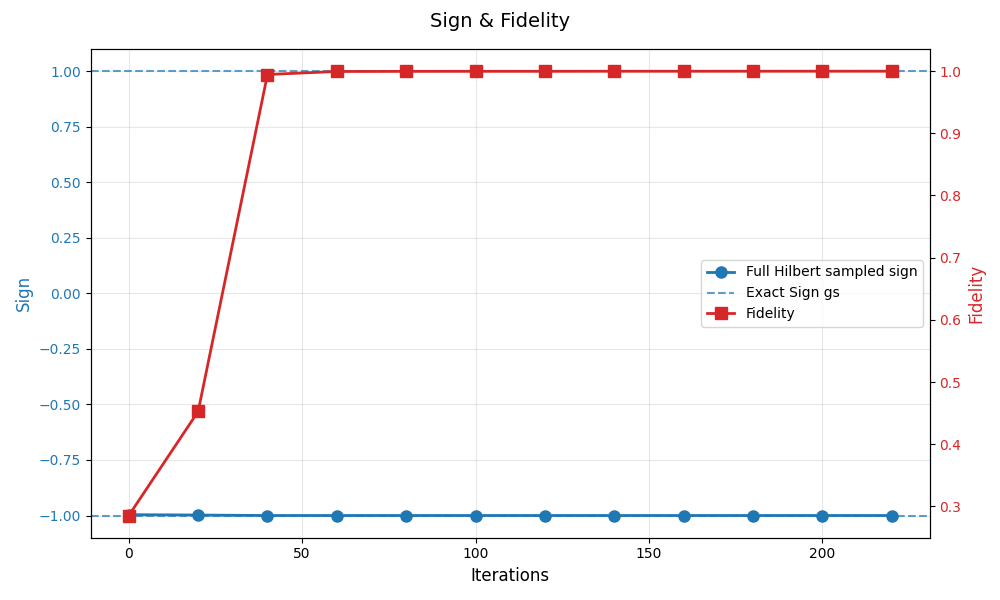 Sign & Fidelity
1.00
0.75
0.50
0.25
0.00
−0.25
−0.50
−0.75
−1.00
Sign
1.0
0.9
0.8
0.7
0.6
0.5
0.4
0.3
Fidelity
Full Hilbert sampled sign
Exact Sign gs
Fidelity
0 50 100 150 200
Iterations